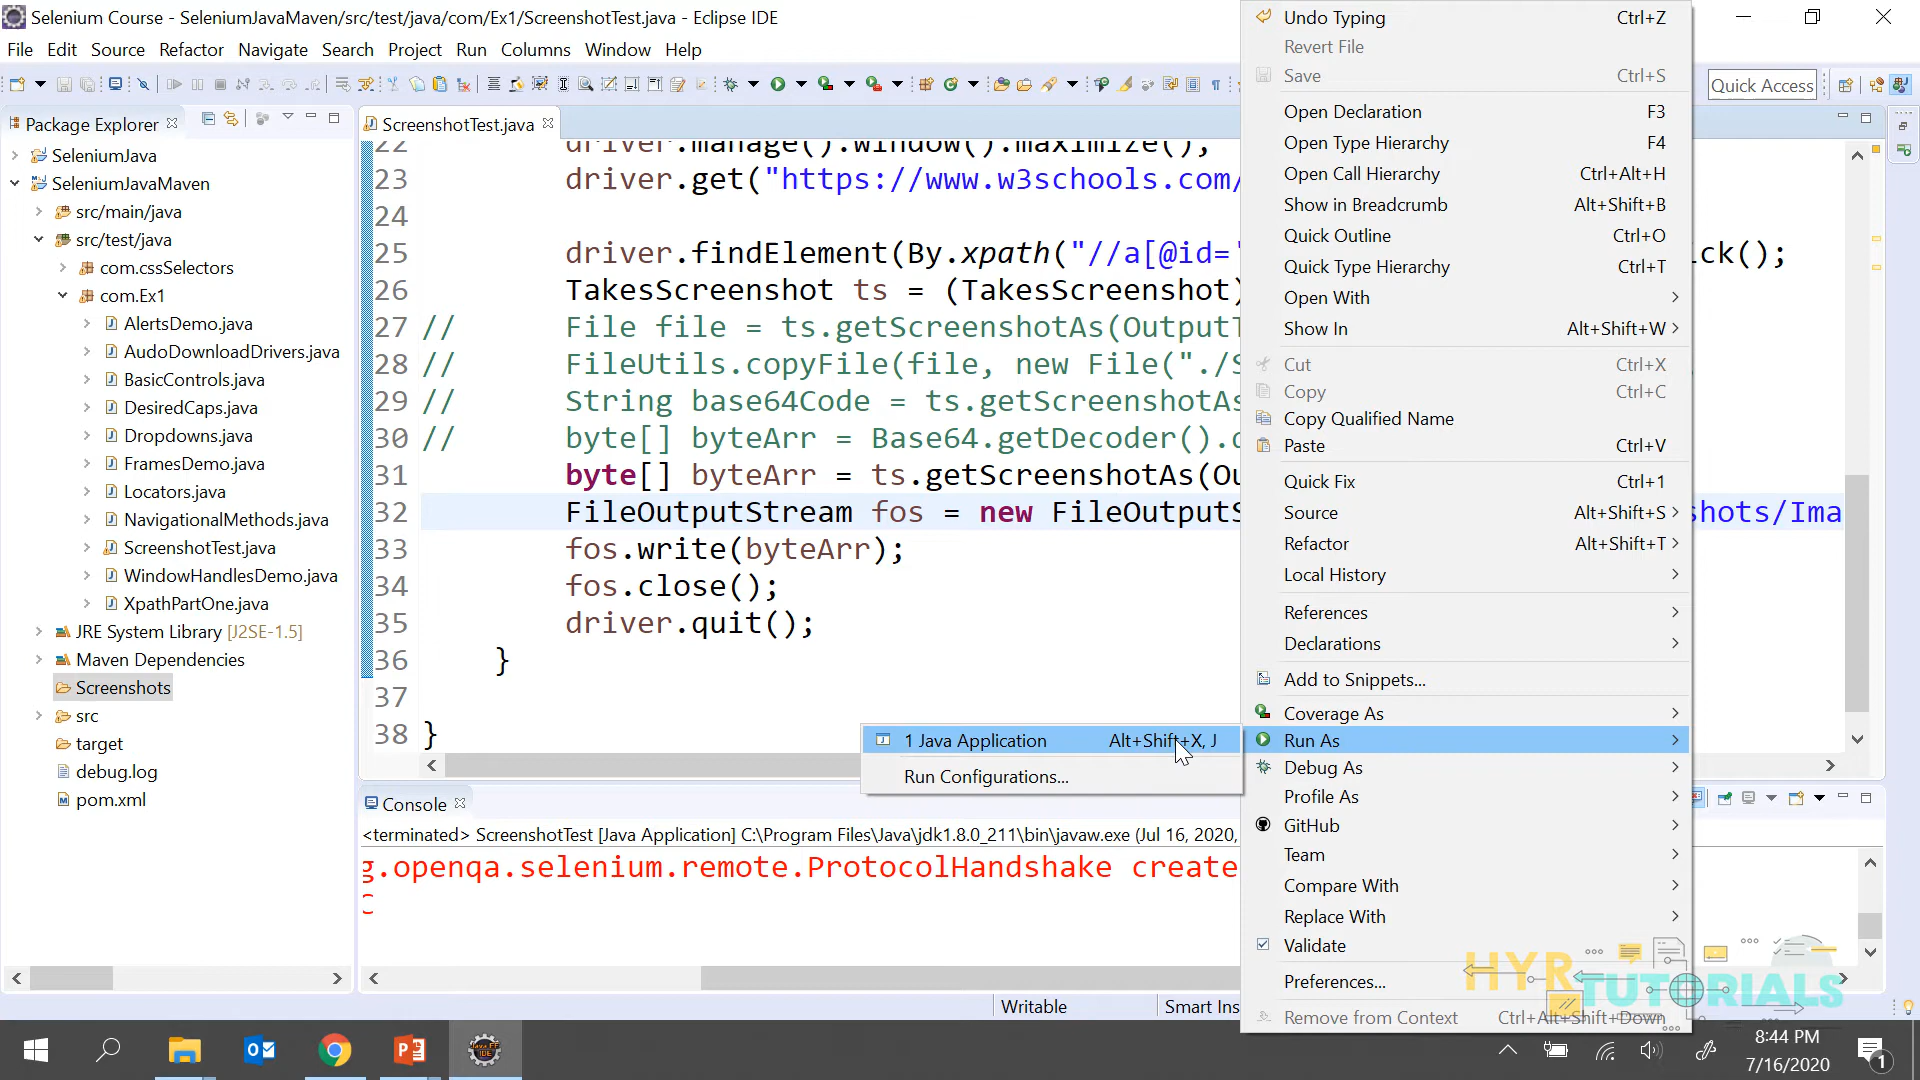 Selenium Course - SeleniumJavaMaven/src/test/java/com/Ex1/ScreenshotTest.java - Eclipse IDE
File Edit Source Refactor Navigate Search Project Run Columns Window Help
Quick Access
Package Explorer
SeleniumJava
SeleniumJavaMaven
src/main/java
src/test/java
com.cssSelectors
com.Ex1
AlertsDemo.java
AudoDownloadDrivers.java
BasicControls.java
DesiredCaps.java
Dropdowns.java
FramesDemo.java
Locators.java
NavigationalMethods.java
ScreenshotTest.java
WindowHandlesDemo.java
XpathPartOne.java
JRE System Library [J2SE-1.5]
Maven Dependencies
Screenshots
src
target
debug.log
pom.xml
ScreenshotTest.java
22 driver.manage().window().maximize();
23 driver.get("https://www.w3schools.com/
24
25 driver.findElement(By.xpath("//a[@id=' ick();
26 TakesScreenshot ts = (TakesScreenshot)
27 // File file = ts.getScreenshotAs(OutputT
28 // FileUtils.copyFile(file, new File("./S
29 // String base64Code = ts.getScreenshotAs
30 // byte[] byteArr = Base64.getDecoder().d
31 byte[] byteArr = ts.getScreenshotAs(Ou
32 FileOutputStream fos = new FileOutputS shots/Ima
33 fos.write(byteArr);
34 fos.close();
35 driver.quit();
36 }
37
38 }
1 Java Application Alt+Shift+X, J
Run Configurations...
Undo Typing Ctrl+Z
Revert File
Save Ctrl+S
Open Declaration F3
Open Type Hierarchy F4
Open Call Hierarchy Ctrl+Alt+H
Show in Breadcrumb Alt+Shift+B
Quick Outline Ctrl+O
Quick Type Hierarchy Ctrl+T
Open With
Show In Alt+Shift+W
Cut Ctrl+X
Copy Ctrl+C
Copy Qualified Name
Paste Ctrl+V
Quick Fix Ctrl+1
Source Alt+Shift+S
Refactor Alt+Shift+T
Local History
References
Declarations
Add to Snippets...
Coverage As
Run As
Debug As
Profile As
GitHub
Team
Compare With
Replace With
Validate
Preferences...
Remove from Context Ctrl+Alt+Shift+Down
Console
<terminated> ScreenshotTest [Java Application] C:\Program Files\Java\jdk1.8.0_211\bin\javaw.exe (Jul 16, 2020,
g.openqa.selenium.remote.ProtocolHandshake create
C
Writable Smart Ins
HYR TUTORIALS
8:44 PM
7/16/2020
1